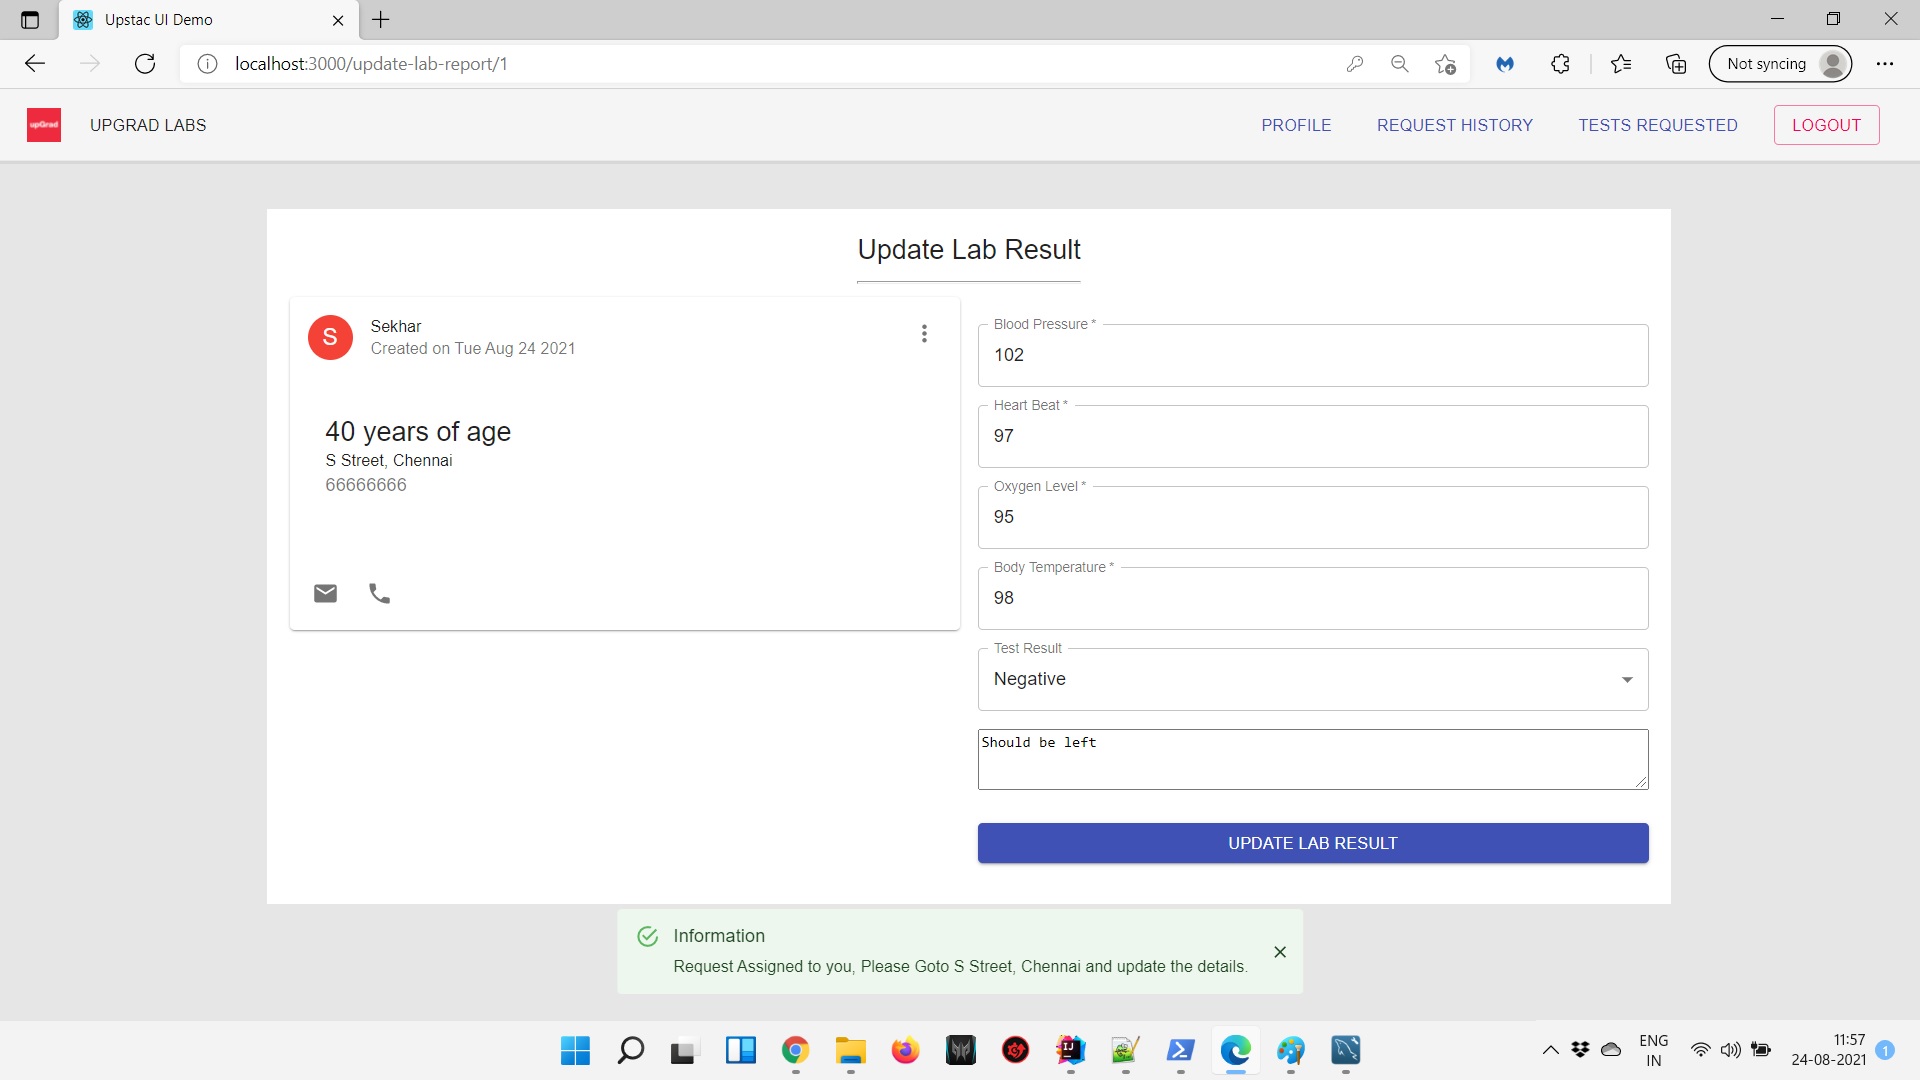 Upstac UI Demo
localhost:3000/update-lab-report/1
Not syncing
upGrad
UPGRAD LABS
PROFILE
REQUEST HISTORY
TESTS REQUESTED
LOGOUT
Update Lab Result
S
Sekhar
Created on Tue Aug 24 2021
40 years of age
S Street, Chennai
66666666
Blood Pressure *
102
Heart Beat *
97
Oxygen Level *
95
Body Temperature *
98
Test Result
Negative
Should be left
UPDATE LAB RESULT
Information
Request Assigned to you, Please Goto S Street, Chennai and update the details.
IJ
ENG
IN
11:57
24-08-2021
1